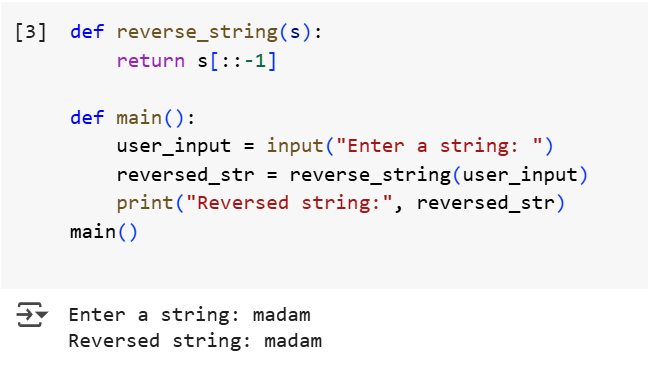 [3] def reverse_string(s):
        return s[::-1]

    def main():
        user_input = input("Enter a string: ")
        reversed_str = reverse_string(user_input)
        print("Reversed string:", reversed_str)
    main()

Enter a string: madam
Reversed string: madam